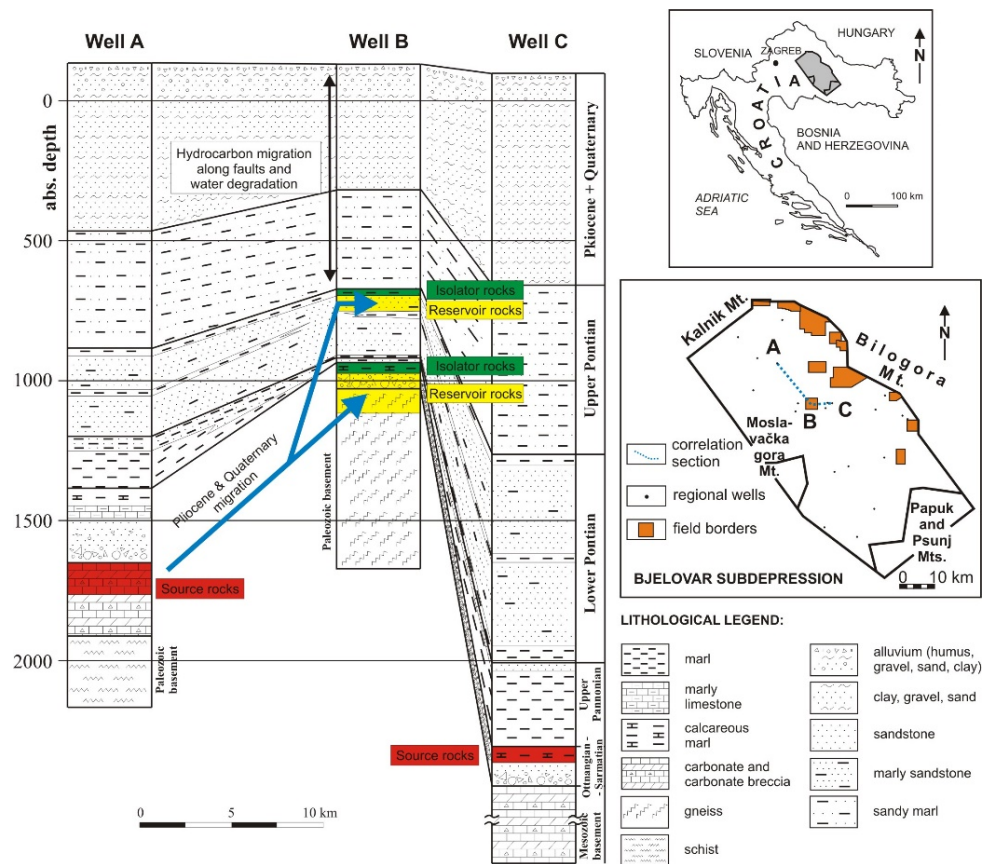 Well A
Well B
Well C
abs. depth
0
500
1000
1500
2000
Hydrocarbon migration
along faults and
water degradation
Isolator rocks
Reservoir rocks
Isolator rocks
Reservoir rocks
Pliocene & Quaternary
migration
Source rocks
Source rocks
Paleozoic
basement
Paleozoic basement
Pkiocene + Quaternary
Upper Pontian
Lower Pontian
Upper
Pannonian
Ottnangian -
- Sarmatian
Mesozoic
basement
0
5
10 km
SLOVENIA
ZAGREB
HUNGARY
N
CROATIA
BOSNIA
AND HERZEGOVINA
ADRIATIC
SEA
0
100 km
Kalnik Mt.
Bilogora
Mt.
N
A
B
C
Mosla-
vačka
gora
Mt.
Papuk
and
Psunj
Mts.
correlation
section
regional wells
field borders
BJELOVAR SUBDEPRESSION
0
10 km
LITHOLOGICAL LEGEND:
marl
marly
limestone
calcareous
marl
carbonate and
carbonate breccia
gneiss
schist
alluvium (humus,
gravel, sand, clay)
clay, gravel, sand
sandstone
marly sandstone
sandy marl